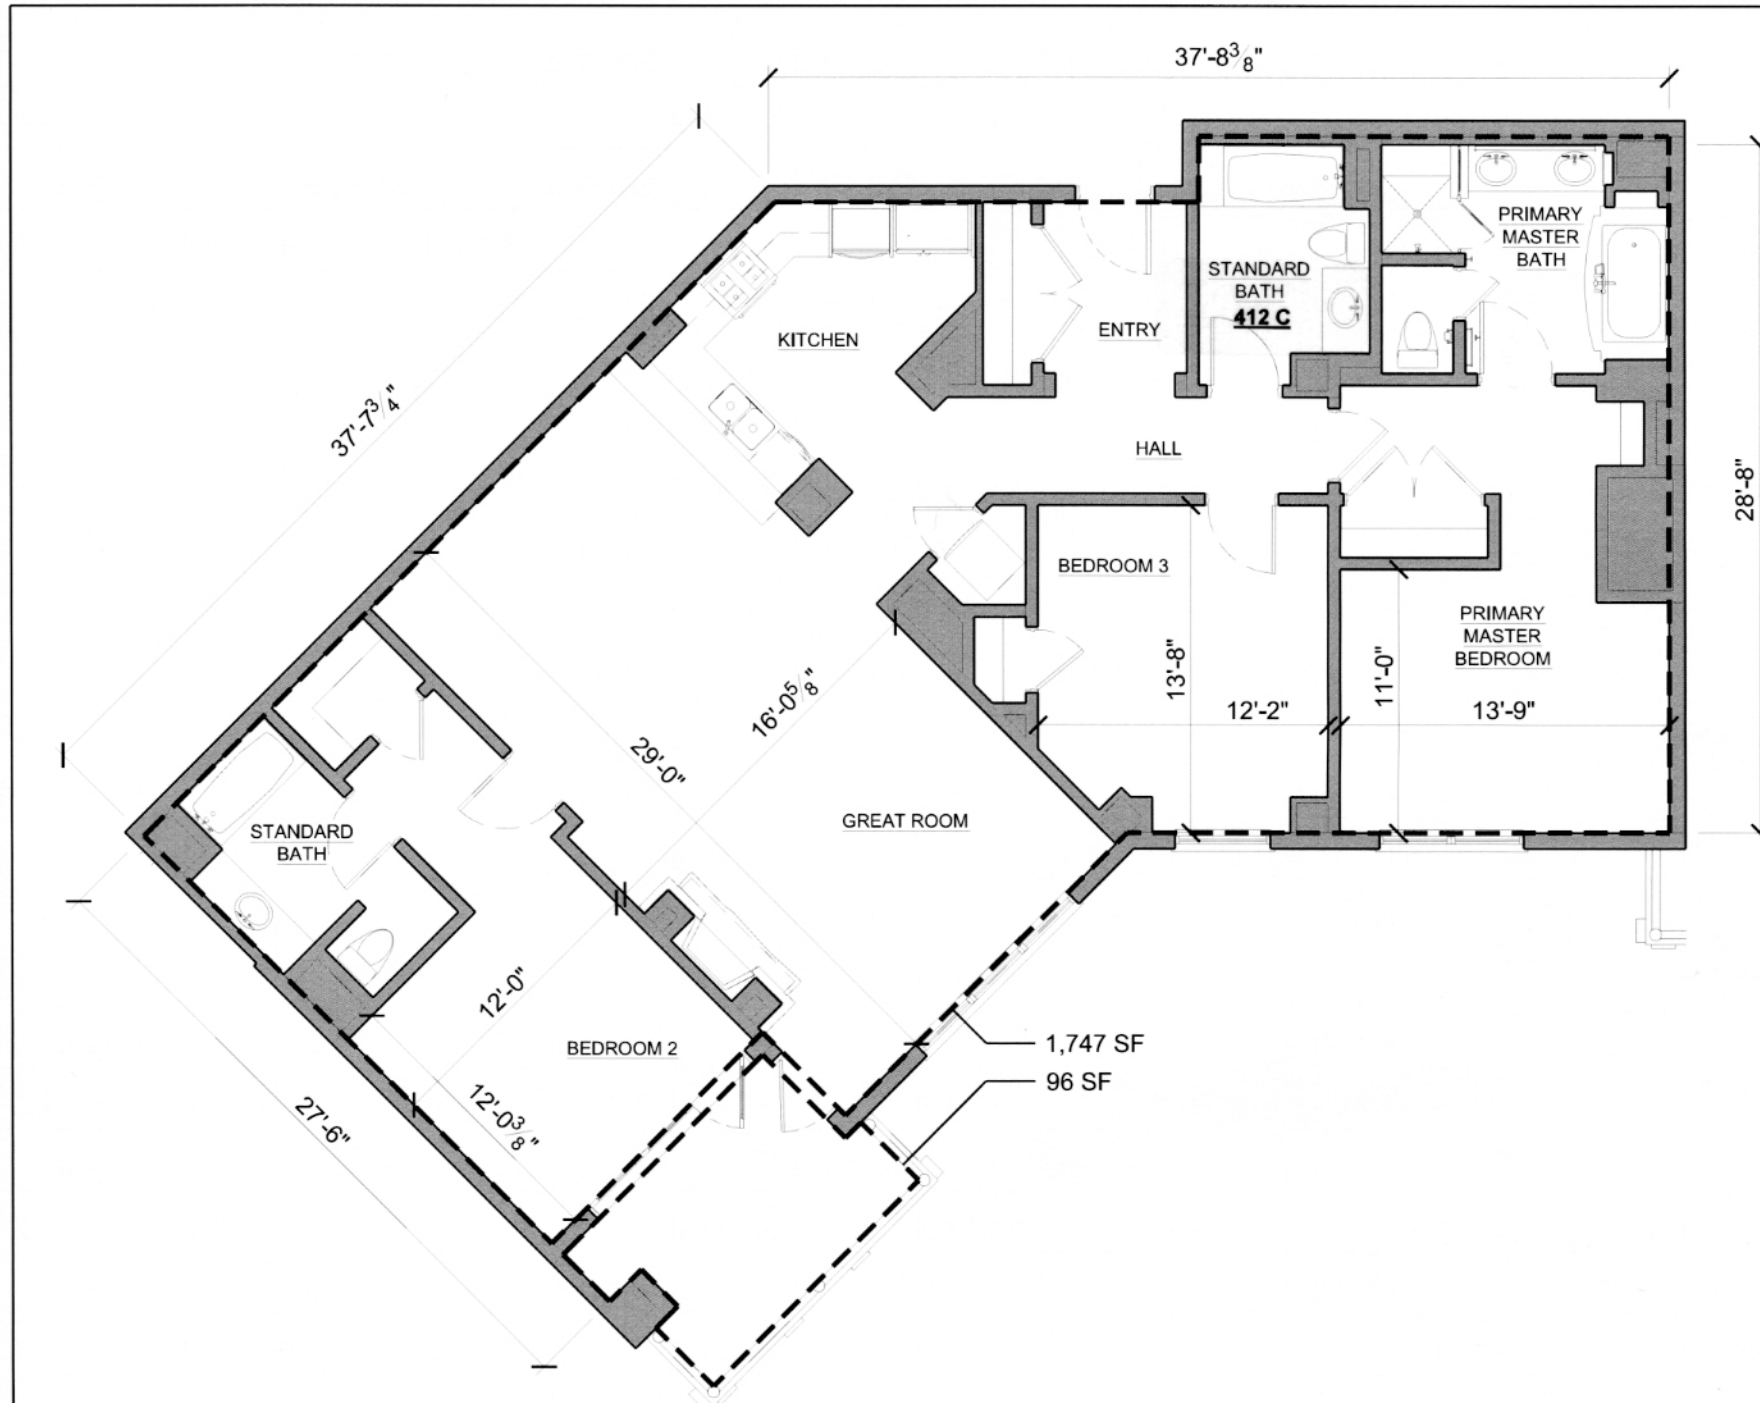 37'-8 3/8"
PRIMARY
MASTER
BATH
STANDARD
BATH
412 C
ENTRY
KITCHEN
37'-7 3/4"
HALL
28'-8"
BEDROOM 3
PRIMARY
MASTER
BEDROOM
13'-8"
11'-0"
12'-2"
13'-9"
16'-0 5/8"
29'-0"
GREAT ROOM
STANDARD
BATH
12'-0"
BEDROOM 2
1,747 SF
96 SF
12'-0 3/8"
27'-6"